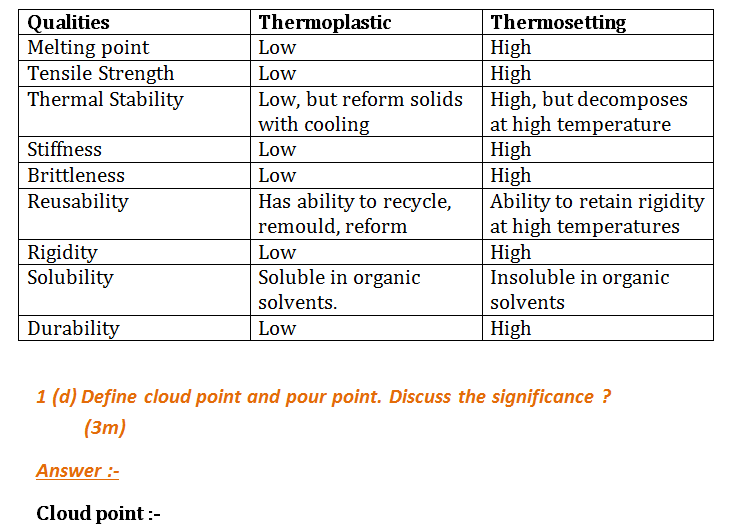 Qualities Thermoplastic Thermosetting
Melting point Low High
Tensile Strength Low High
Thermal Stability Low, but reform solids High, but decomposes
with cooling at high temperature
Stiffness Low High
Brittleness Low High
Reusability Has ability to recycle, Ability to retain rigidity
remould, reform at high temperatures
Rigidity Low High
Solubility Soluble in organic Insoluble in organic
solvents. solvents
Durability Low High
1 (d) Define cloud point and pour point. Discuss the significance ?
(3m)
Answer :-
Cloud point :-